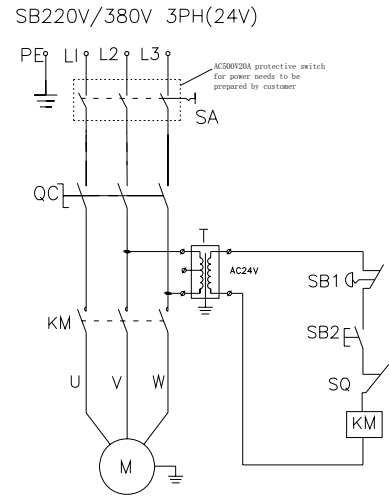 SB220V/380V 3PH(24V)
PE L1 L2 L3
AC500V20A protective switch
for power needs to be
prepared by customer
SA
QC
T
AC24V
SB1
KM
SB2
U V W
SQ
KM
M